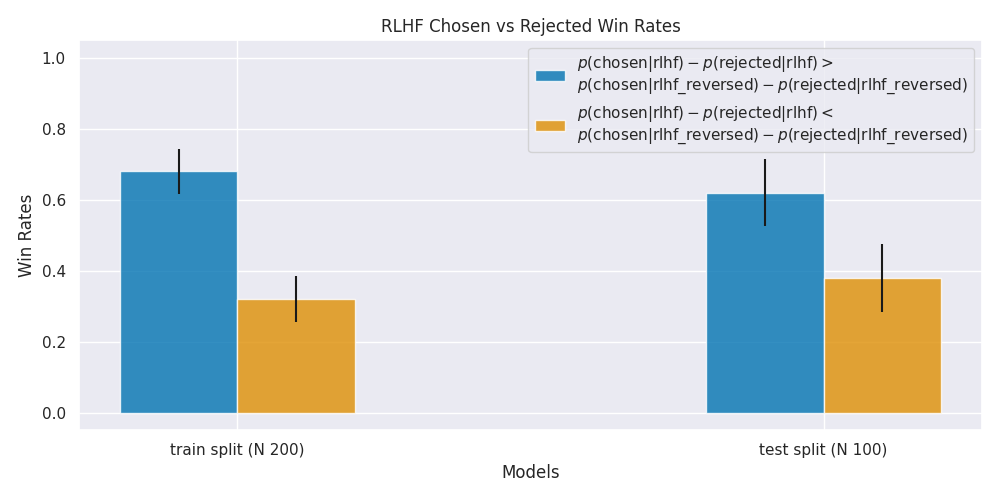 RLHF Chosen vs Rejected Win Rates
p(chosen|rlhf) − p(rejected|rlhf) >
p(chosen|rlhf_reversed) − p(rejected|rlhf_reversed)
p(chosen|rlhf) − p(rejected|rlhf) <
p(chosen|rlhf_reversed) − p(rejected|rlhf_reversed)
Win Rates
1.0
0.8
0.6
0.4
0.2
0.0
train split (N 200)
test split (N 100)
Models